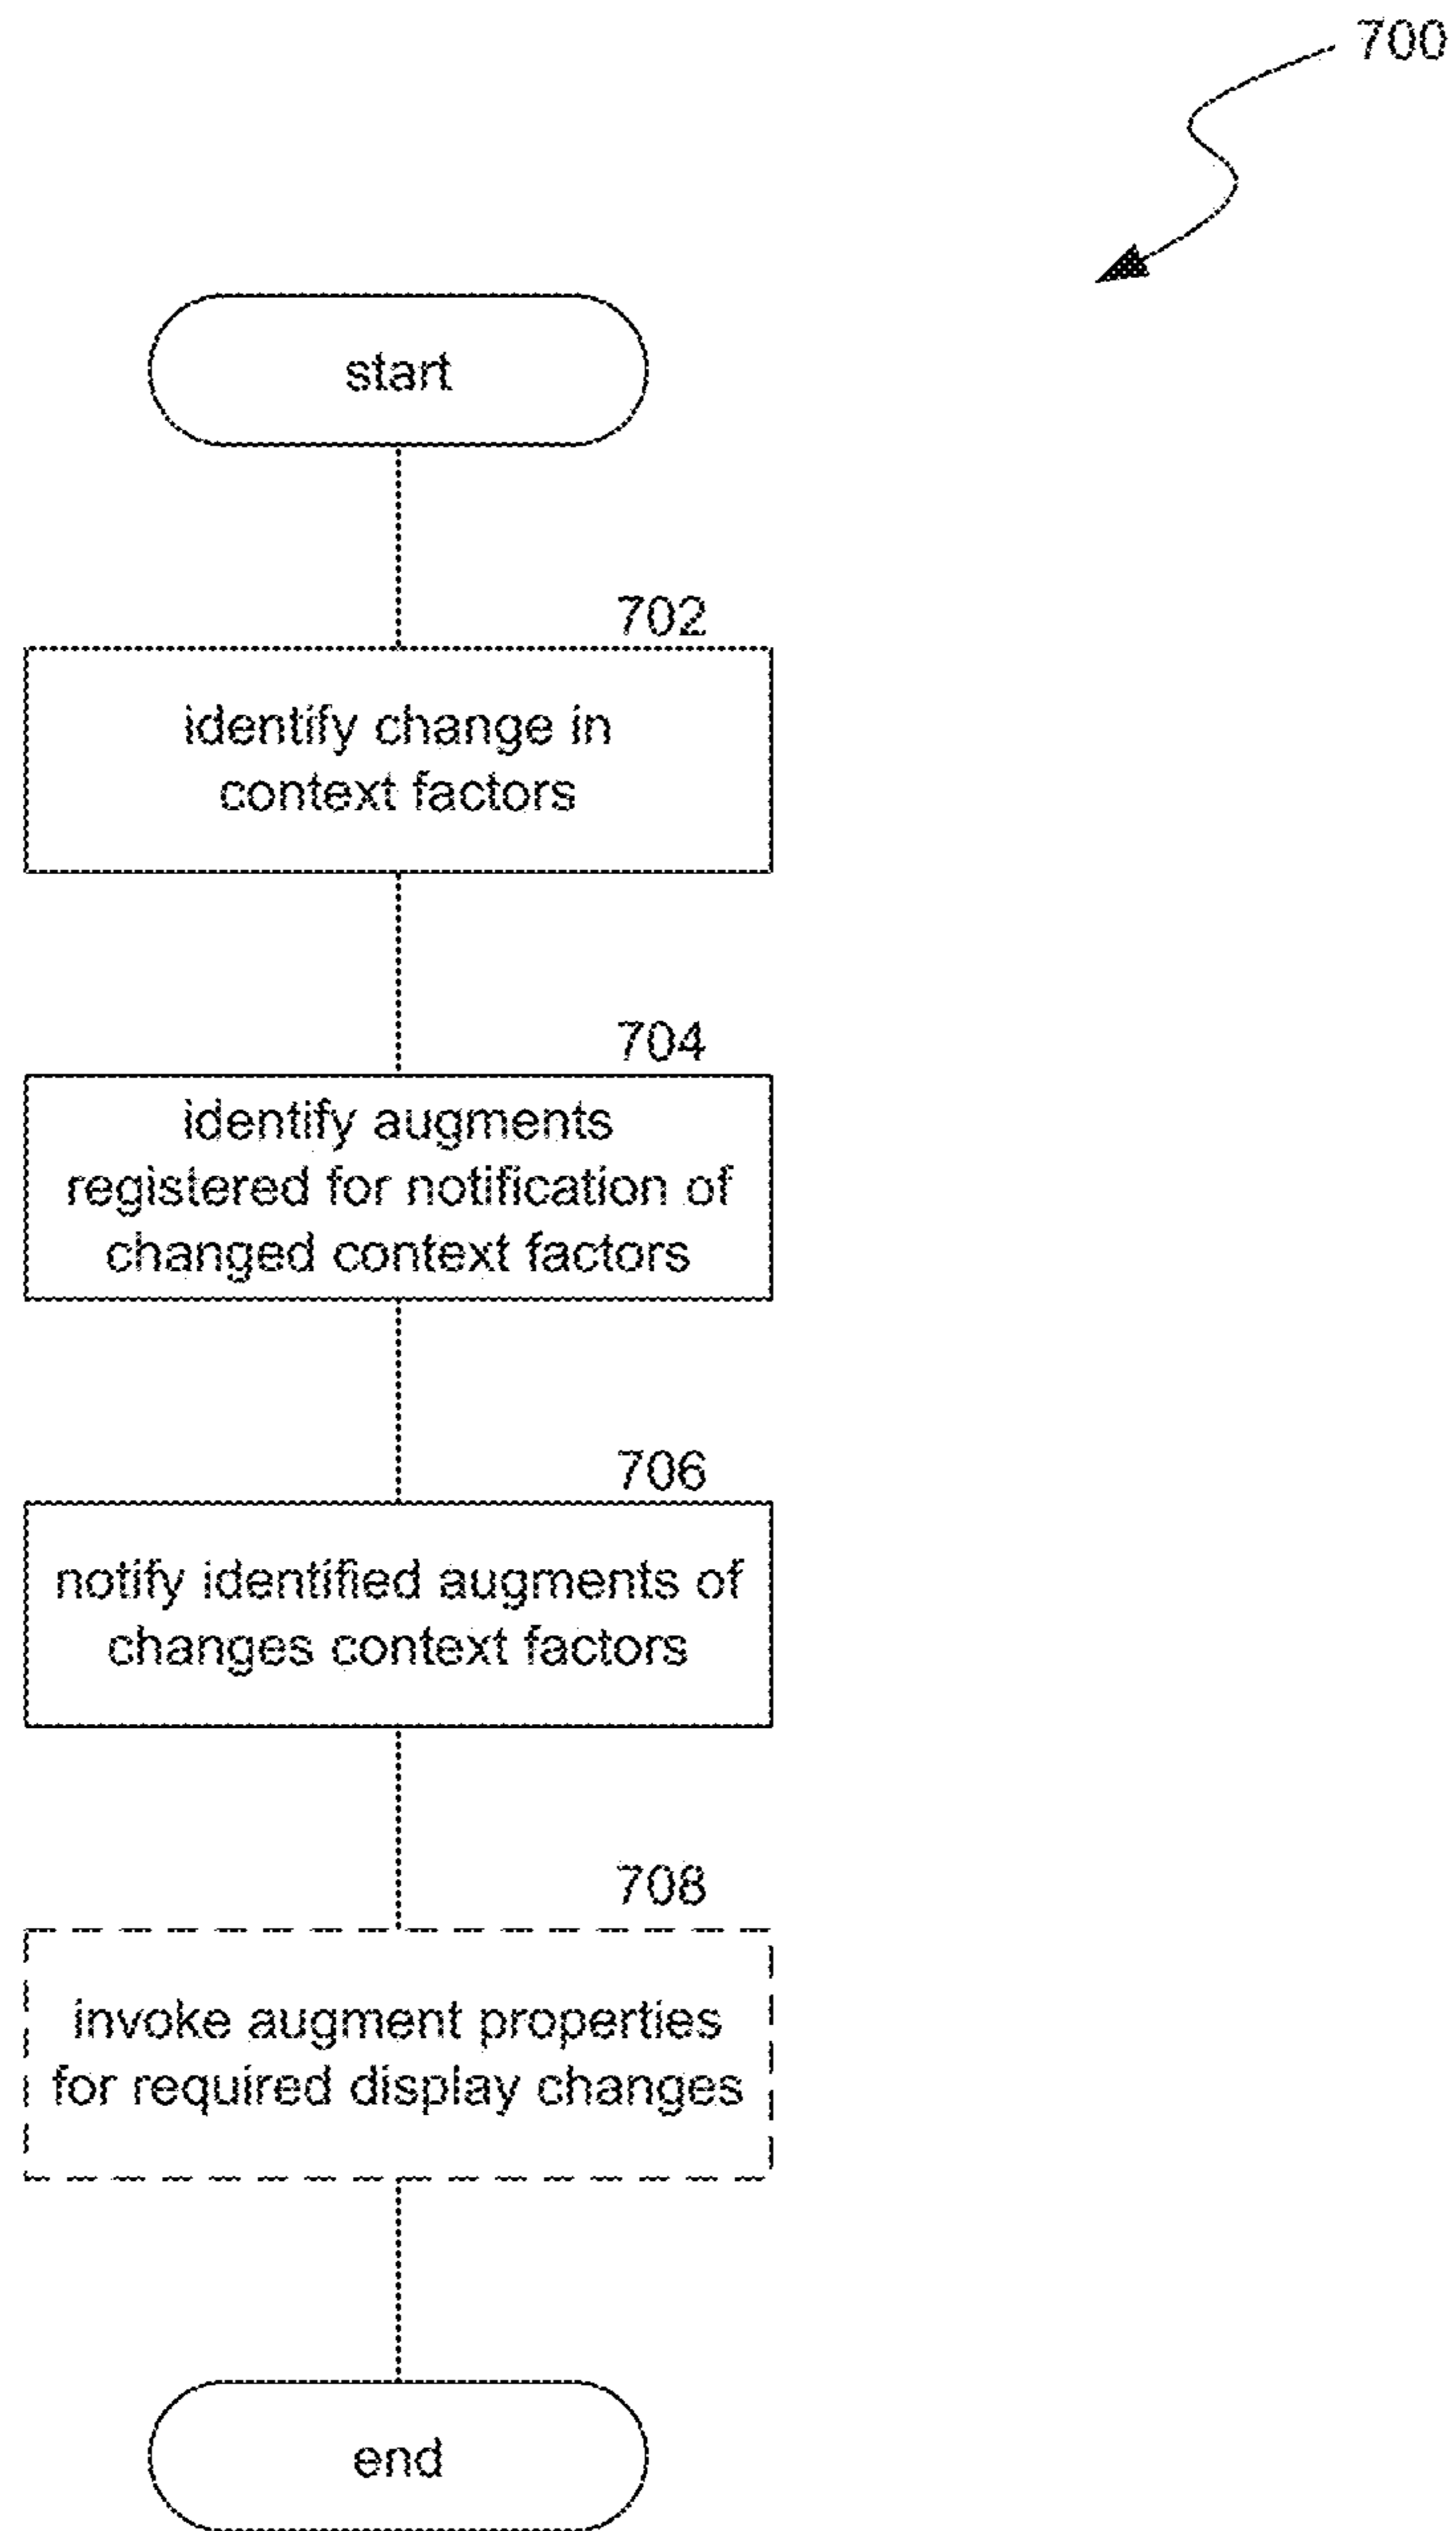 700
start
702
identify change in
context factors
704
identify augments
registered for notification of
changed context factors
706
notify identified augments of
changes context factors
708
invoke augment properties
for required display changes
end